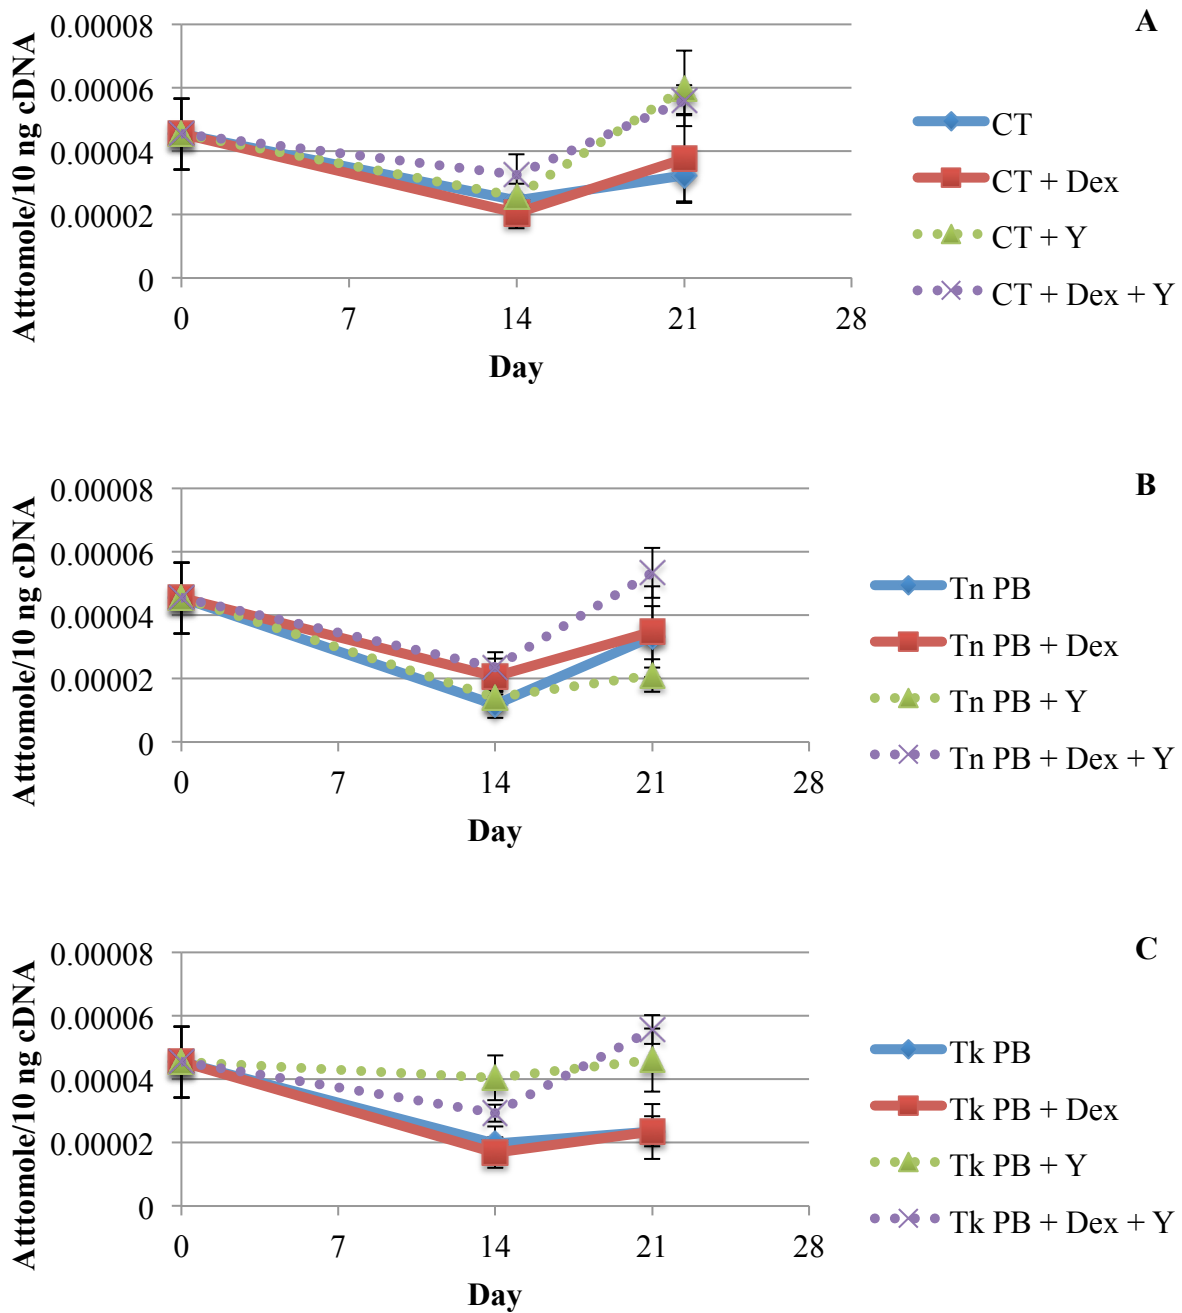 A
Atttomole/10 ng cDNA
0.00008
0.00006
0.00004
0.00002
0
0 7 14 21 28
Day
CT
CT + Dex
CT + Y
CT + Dex + Y
B
Atttomole/10 ng cDNA
0.00008
0.00006
0.00004
0.00002
0
0 7 14 21 28
Day
Tn PB
Tn PB + Dex
Tn PB + Y
Tn PB + Dex + Y
C
Atttomole/10 ng cDNA
0.00008
0.00006
0.00004
0.00002
0
0 7 14 21 28
Day
Tk PB
Tk PB + Dex
Tk PB + Y
Tk PB + Dex + Y